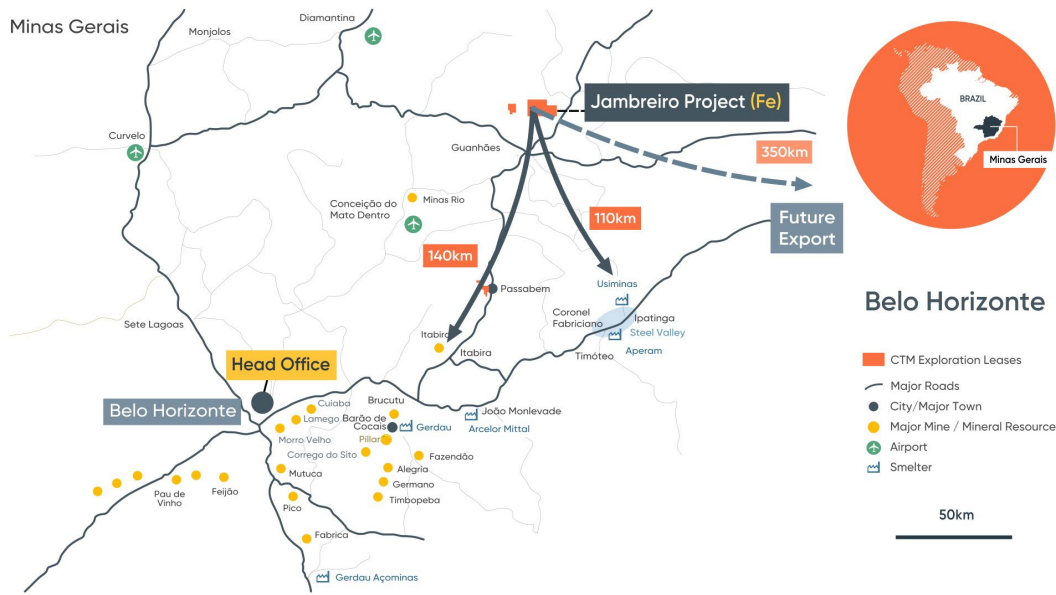 Minas Gerais
Diamantina
Monjolos
Jambreiro Project (Fe)
BRAZIL
Minas Gerais
Curvelo
Guanhães
350km
Conceição do
Mato Dentro
Minas Rio
110km
Future
Export
140km
Passabem
Usiminas
Belo Horizonte
Sete Lagoas
Coronel
Fabriciano
Ipatinga
Steel Valley
Itabira
Itabira
Timóteo
Aperam
Head Office
CTM Exploration Leases
Major Roads
City/Major Town
Major Mine / Mineral Resource
Airport
Smelter
Belo Horizonte
Cuiaba
Brucutu
Lamego
Barão de
Cocais
Gerdau
João Monlevade
Arcelor Mittal
Morro Velho
Pillar
Corrego do Sito
Fazendão
Mutuca
Alegria
Germano
Timbopeba
Pau de
Vinho
Feijão
Pico
Fabrica
Gerdau Açominas
50km